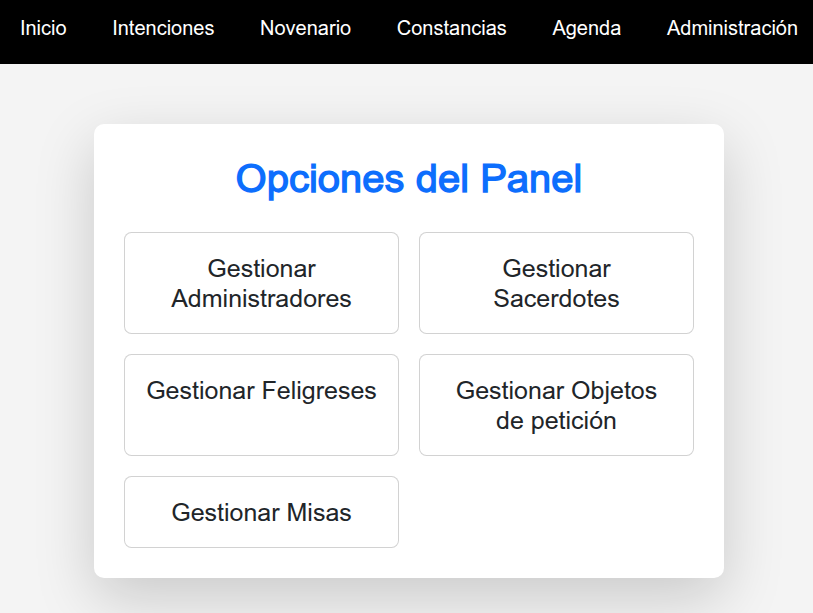 Inicio Intenciones Novenario Constancias Agenda Administración
Opciones del Panel
Gestionar
Administradores
Gestionar
Sacerdotes
Gestionar Feligreses
Gestionar Objetos
de petición
Gestionar Misas